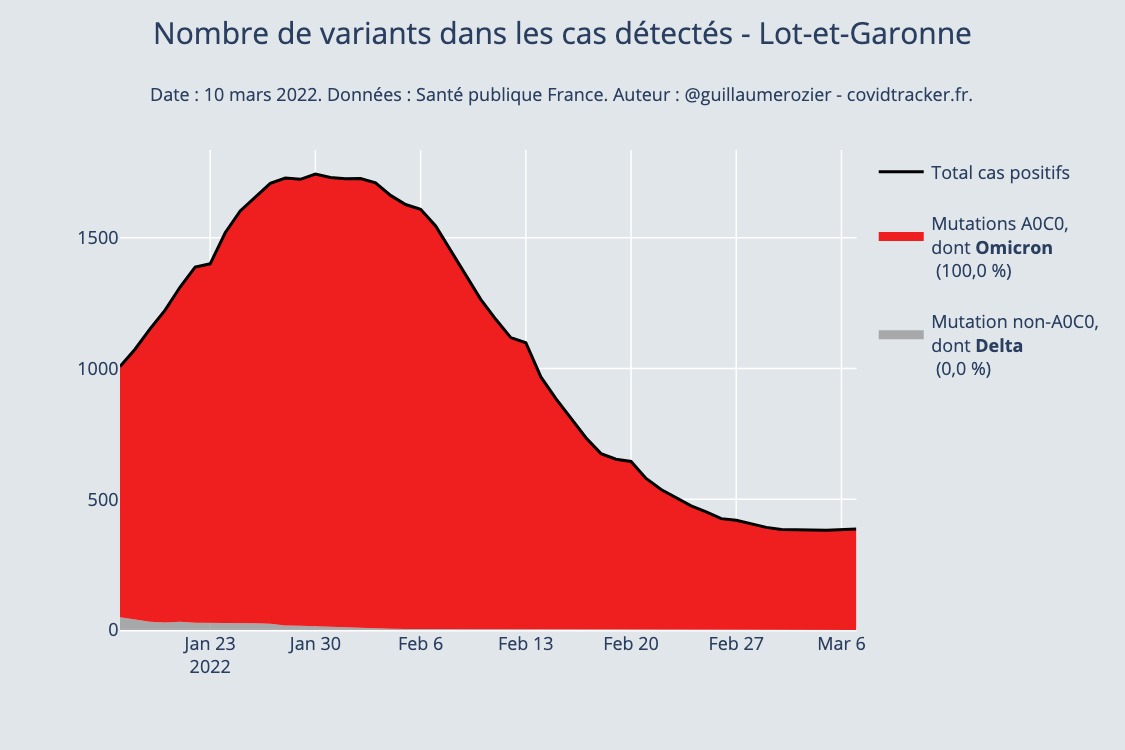 Nombre de variants dans les cas détectés - Lot-et-Garonne
Date : 10 mars 2022. Données : Santé publique France. Auteur : @guillaumerozier - covidtracker.fr.
Total cas positifs
Mutations A0C0,
dont Omicron
(100,0 %)
Mutation non-A0C0,
dont Delta
(0,0 %)
1500
1000
500
0
Jan 23 Jan 30 Feb 6 Feb 13 Feb 20 Feb 27 Mar 6
2022